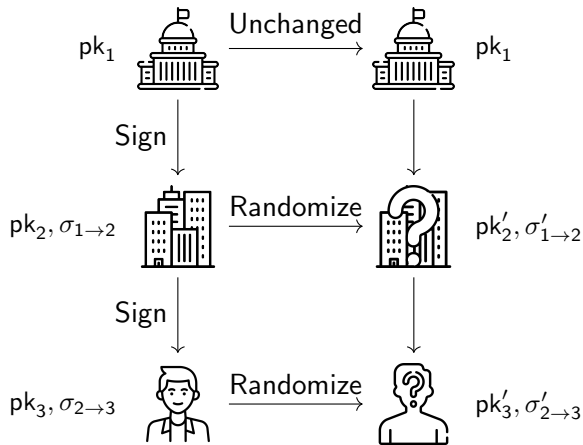 Unchanged
pk₁ pk₁
Sign
Randomize
pk₂, σ₁→₂ pk′₂, σ′₁→₂
?
Sign
Randomize
?
pk₃, σ₂→₃ pk′₃, σ′₂→₃